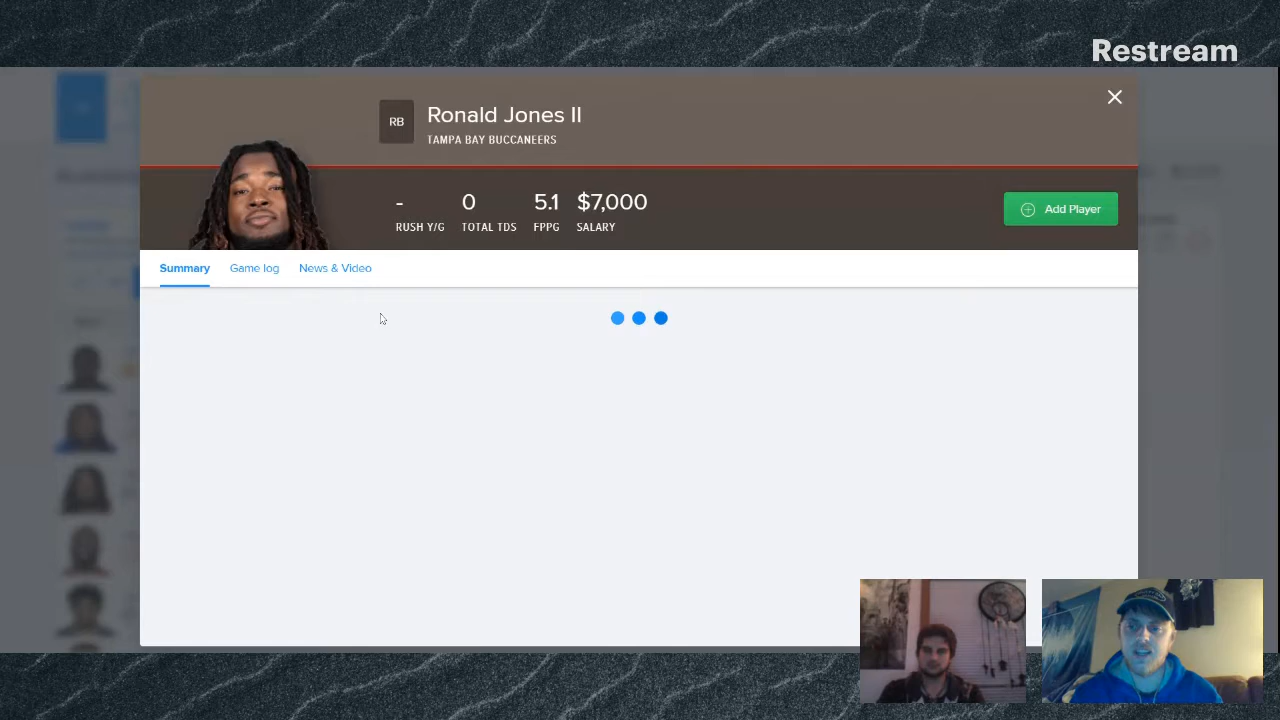 Restream
RB
Ronald Jones II
TAMPA BAY BUCCANEERS
- 0 5.1 $7,000
RUSH Y/G TOTAL TDS FPPG SALARY
Add Player
Summary Game log News & Video